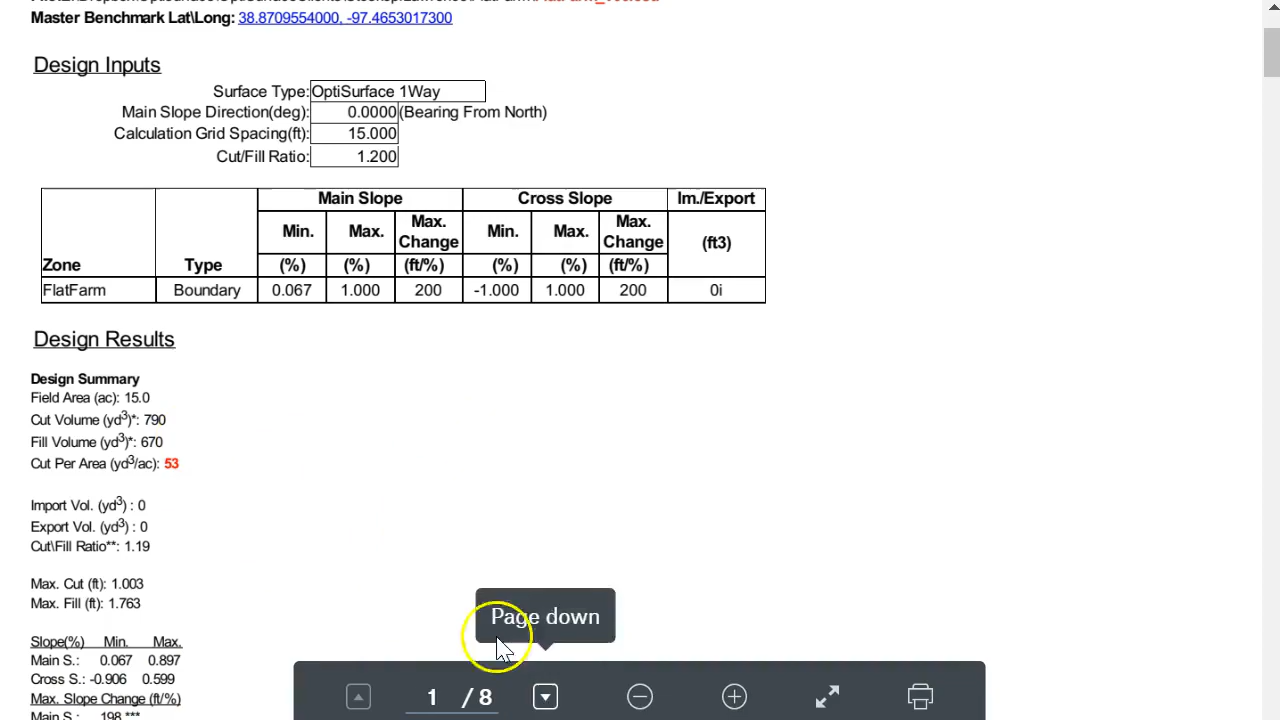 Master Benchmark Lat\Long: 38.8709554000, -97.4653017300
Design Inputs
Surface Type: OptiSurface 1Way
Main Slope Direction(deg): 0.0000 (Bearing From North)
Calculation Grid Spacing(ft): 15.000
Cut/Fill Ratio: 1.200
Main Slope Cross Slope Im./Export
Min. Max. Max. Change Min. Max. Max. Change (ft3)
Zone Type (%) (%) (ft/%) (%) (%) (ft/%)
FlatFarm Boundary 0.067 1.000 200 -1.000 1.000 200 0i
Design Results
Design Summary
Field Area (ac): 15.0
Cut Volume (yd3)*: 790
Fill Volume (yd3)*: 670
Cut Per Area (yd3/ac): 53
Import Vol. (yd3) : 0
Export Vol. (yd3) : 0
Cut\Fill Ratio**: 1.19
Max. Cut (ft): 1.003
Max. Fill (ft): 1.763
Slope(%) Min. Max.
Main S.: 0.067 0.897
Cross S.: -0.906 0.599
Max. Slope Change (ft/%)
Main S.: 198 ***
Page down
1 / 8